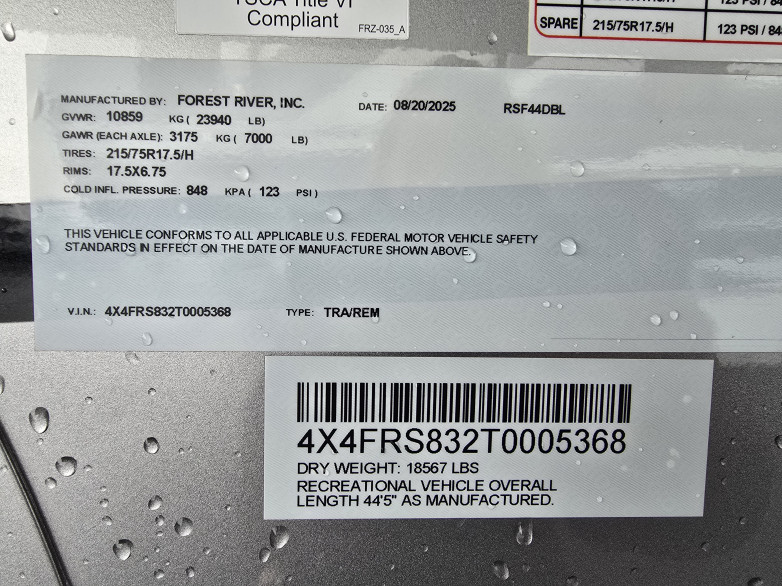 TSCA Title VI
Compliant
FRZ-035_A
SPARE 215/75R17.5/H 123 PSI / 84
MANUFACTURED BY: FOREST RIVER, INC. DATE: 08/20/2025 RSF44DBL
GVWR: 10859 KG ( 23940 LB)
GAWR (EACH AXLE): 3175 KG ( 7000 LB)
TIRES: 215/75R17.5/H
RIMS: 17.5X6.75
COLD INFL. PRESSURE: 848 KPA ( 123 PSI )
THIS VEHICLE CONFORMS TO ALL APPLICABLE U.S. FEDERAL MOTOR VEHICLE SAFETY
STANDARDS IN EFFECT ON THE DATE OF MANUFACTURE SHOWN ABOVE.
V.I.N.: 4X4FRS832T0005368 TYPE: TRA/REM
4X4FRS832T0005368
DRY WEIGHT: 18567 LBS
RECREATIONAL VEHICLE OVERALL
LENGTH 44'5" AS MANUFACTURED.